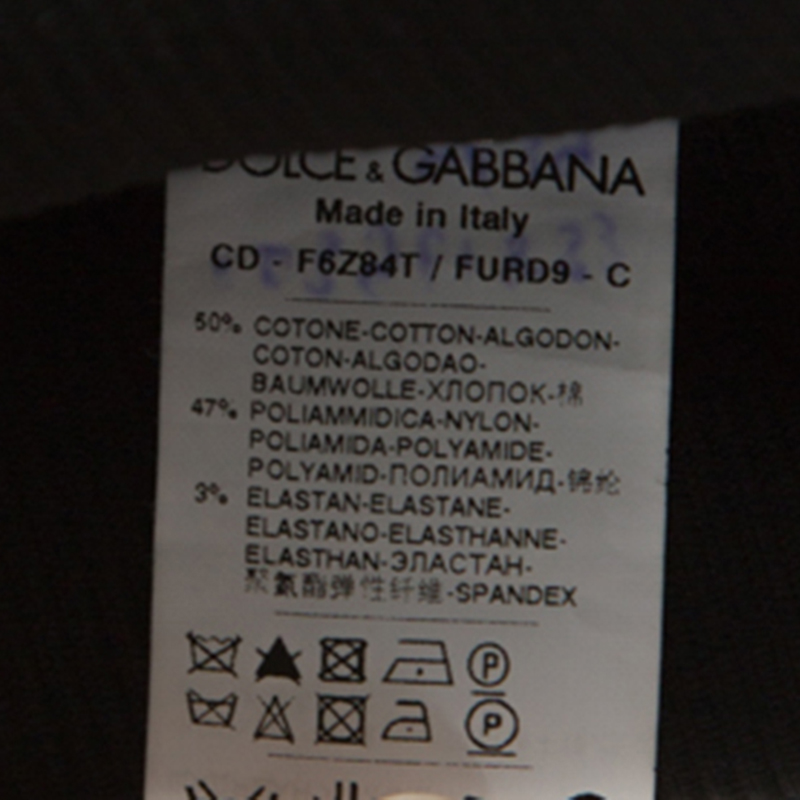 DOLCE & GABBANA
Made in Italy
CD - F6Z84T / FURD9 - C
50% COTONE-COTTON-ALGODON-
COTON-ALGODAO-
BAUMWOLLE-ХЛОПОК-棉
47% POLIAMMIDICA-NYLON-
POLIAMIDA-POLYAMIDE-
POLYAMID-ПОЛИАМИД-锦纶
3% ELASTAN-ELASTANE-
ELASTANO-ELASTHANNE-
ELASTHAN-ЭЛАСТАН-
聚氨酯弹性纤维-SPANDEX
P
P